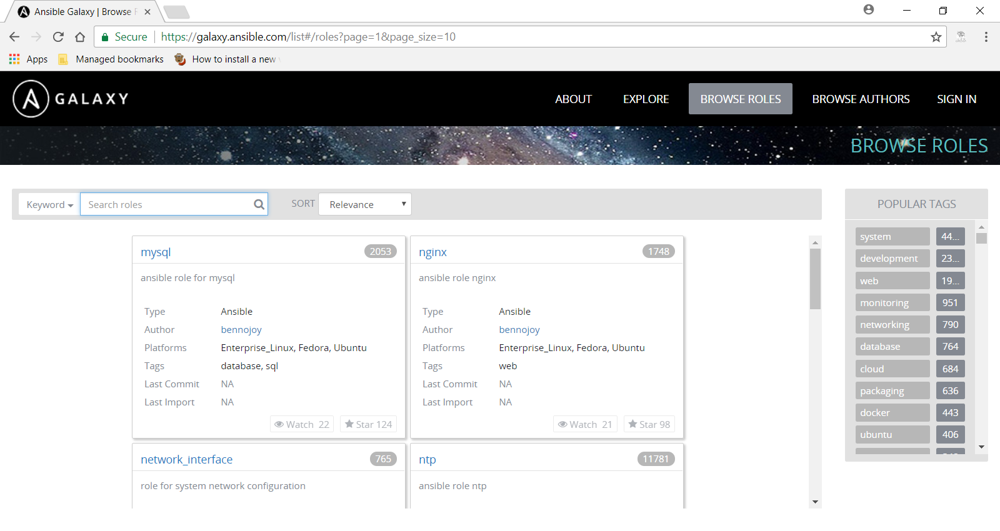 Ansible Galaxy | Browse R
Secure
https://galaxy.ansible.com/list#/roles?page=1&page_size=10
Apps
Managed bookmarks
How to install a new
GALAXY
ABOUT
EXPLORE
BROWSE ROLES
BROWSE AUTHORS
SIGN IN
BROWSE ROLES
Keyword
Search roles
SORT
Relevance
mysql 2053
ansible role for mysql
Type Ansible
Author bennojoy
Platforms Enterprise_Linux, Fedora, Ubuntu
Tags database, sql
Last Commit NA
Last Import NA
Watch 22 Star 124
nginx 1748
ansible role nginx
Type Ansible
Author bennojoy
Platforms Enterprise_Linux, Fedora, Ubuntu
Tags web
Last Commit NA
Last Import NA
Watch 21 Star 98
network_interface 765
role for system network configuration
ntp 11781
ansible role ntp
POPULAR TAGS
system 44...
development 23...
web 19...
monitoring 951
networking 790
database 764
cloud 684
packaging 636
docker 443
ubuntu 406